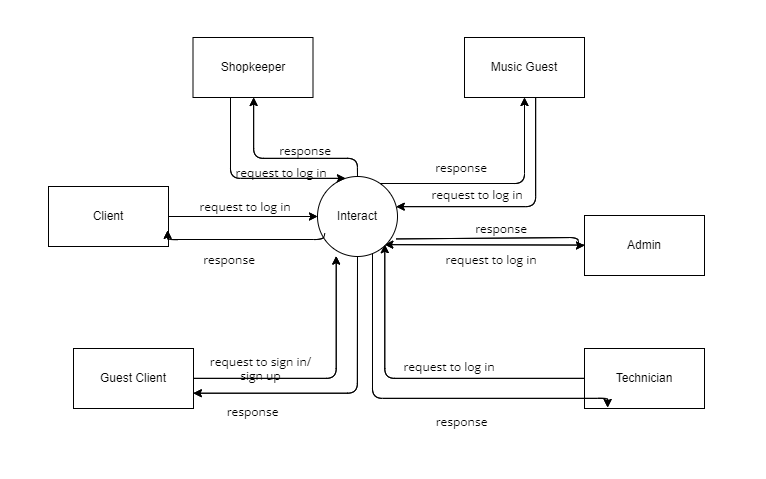 Shopkeeper
Music Guest
response
request to log in
response
request to log in
Client
request to log in
response
Interact
response
request to log in
Admin
Guest Client
request to sign in/
sign up
response
request to log in
response
Technician